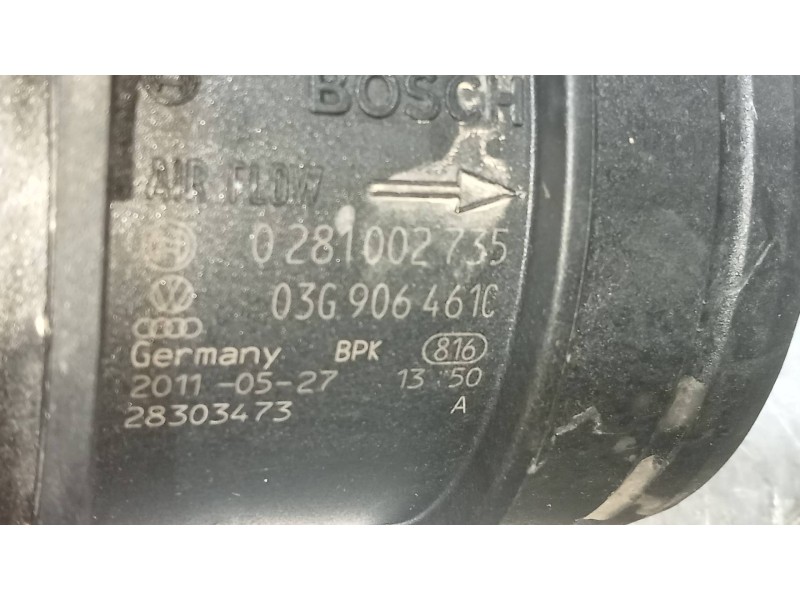 BOSCH
AIR FLOW
0 281 002 735
03G 906 461C
Germany BPK 816
2011-05-27 13:50
28303473 A